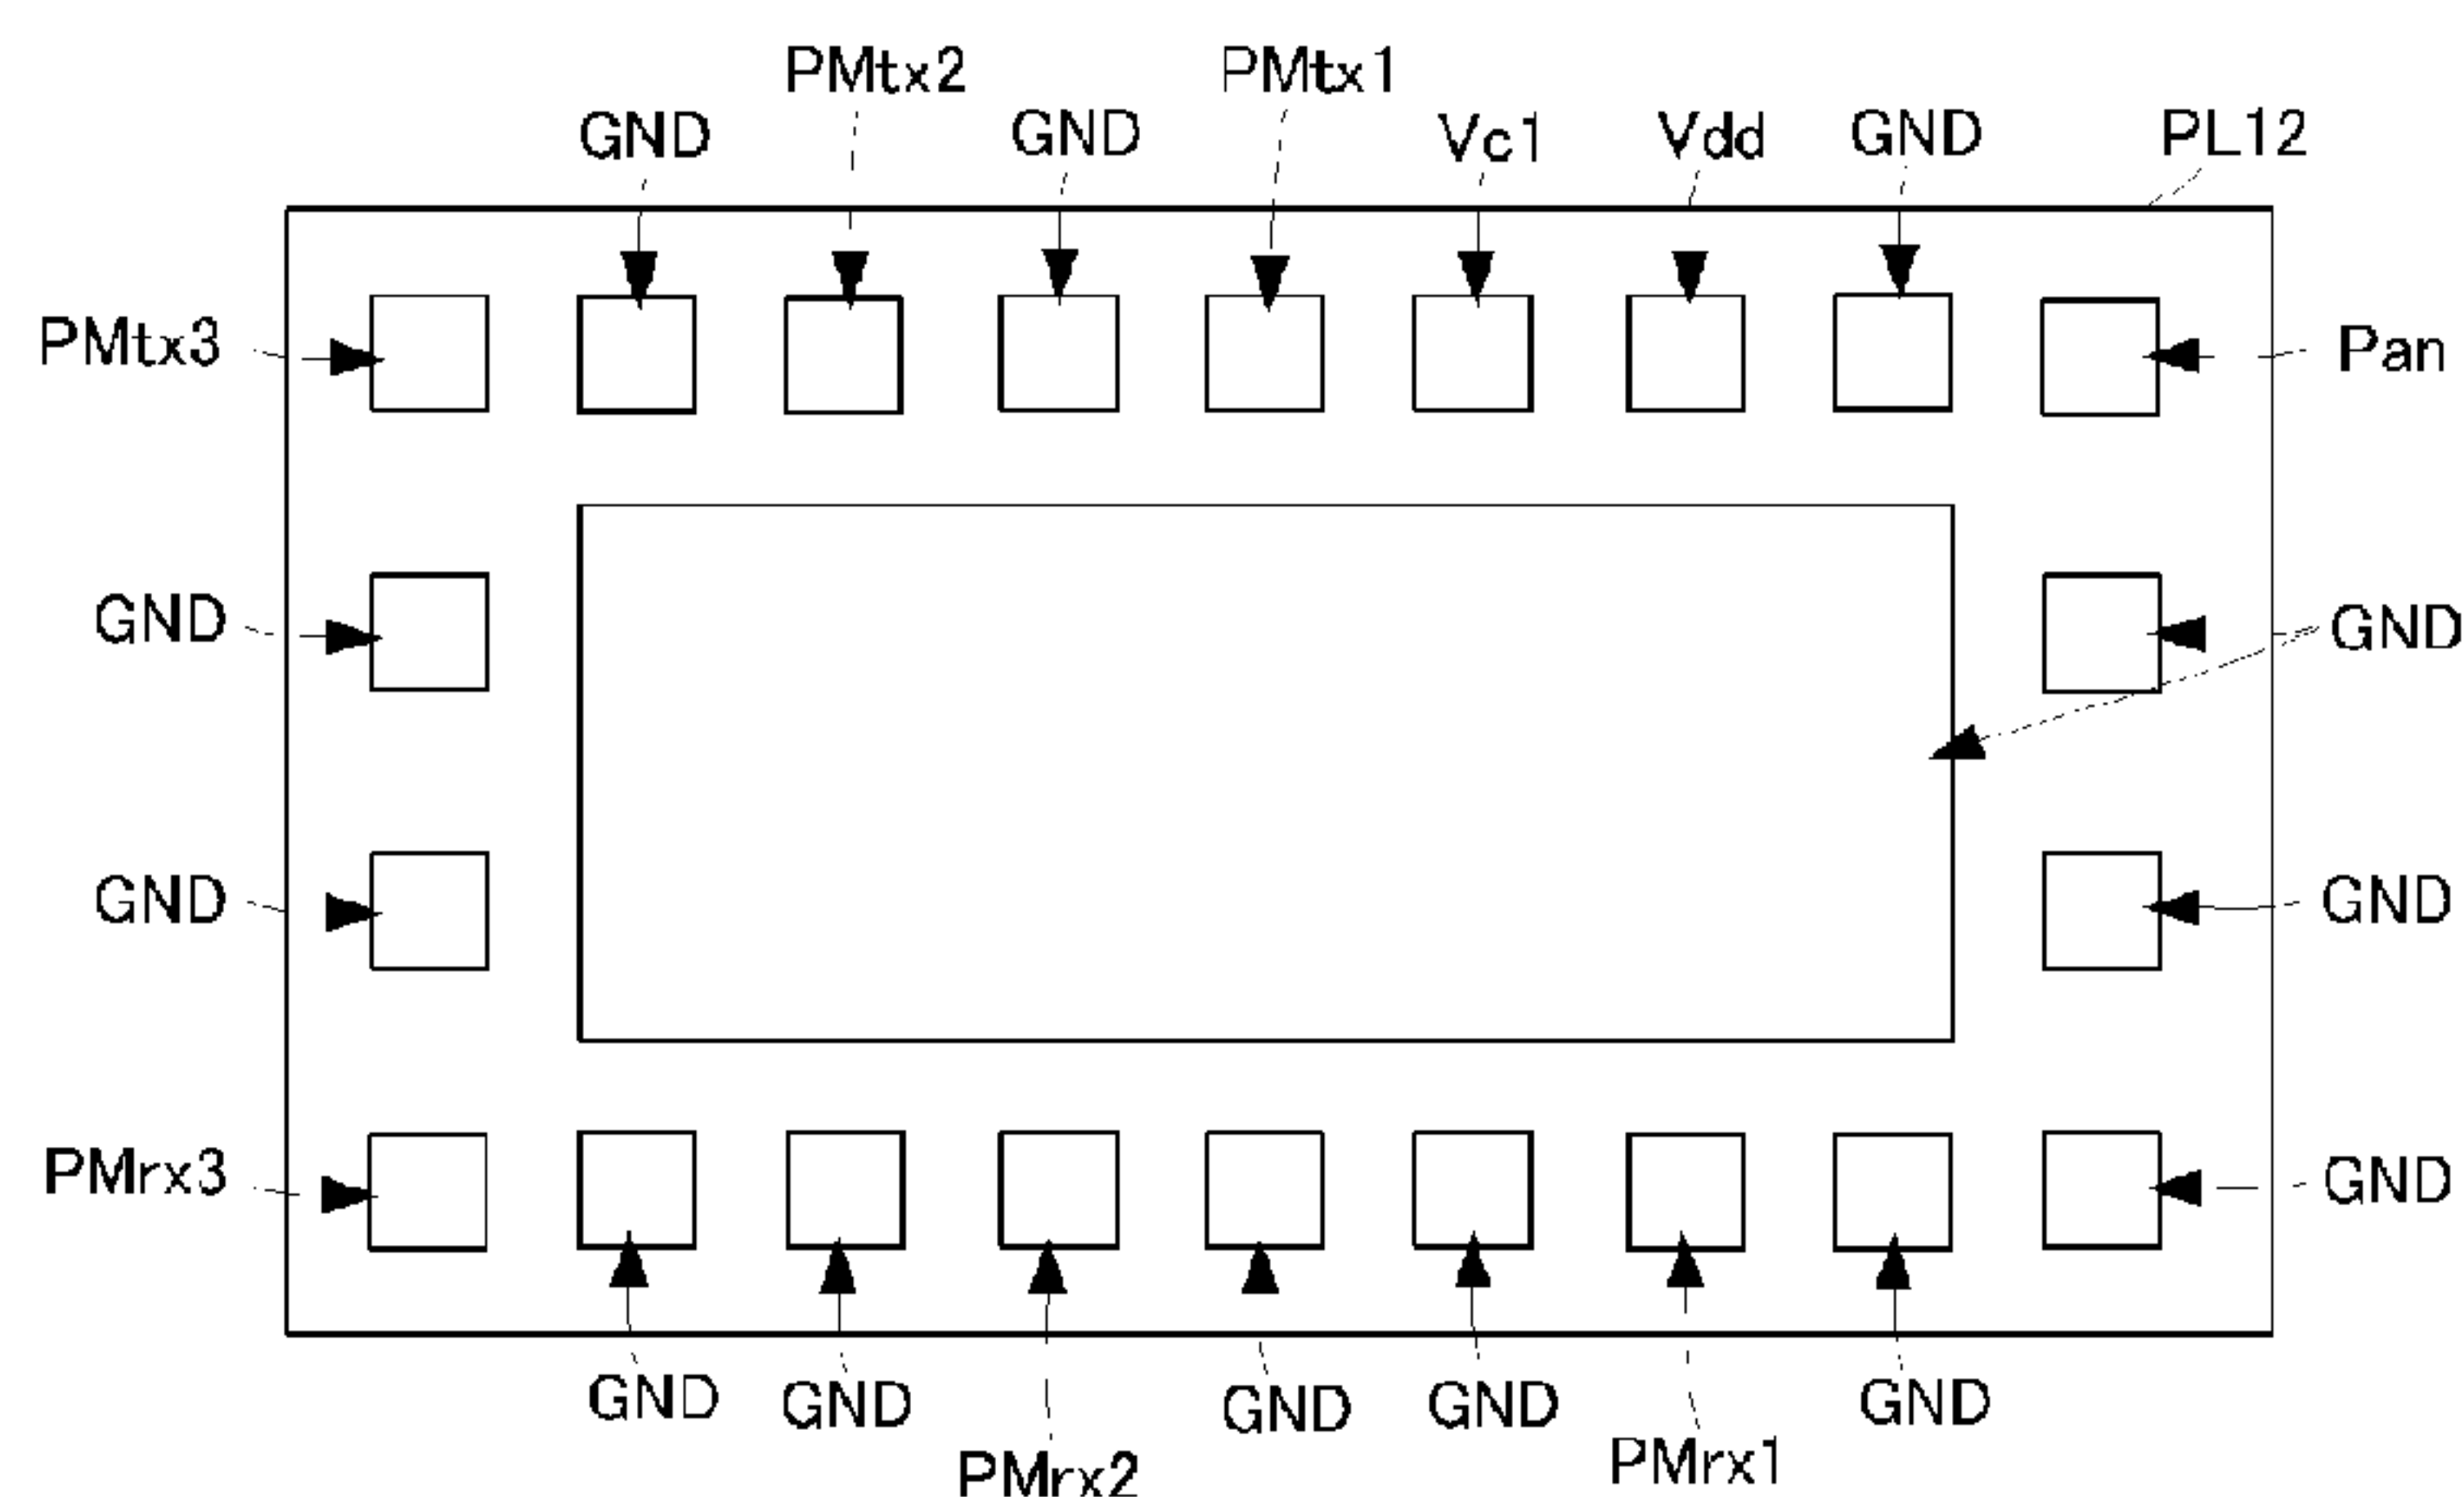 PMtx2
PMtx1
GND
GND
Vc1
Vdd
GND
PL12
PMtx3
Pan
GND
GND
GND
GND
PMrx3
GND
GND
GND
GND
GND
GND
PMrx2
PMrx1